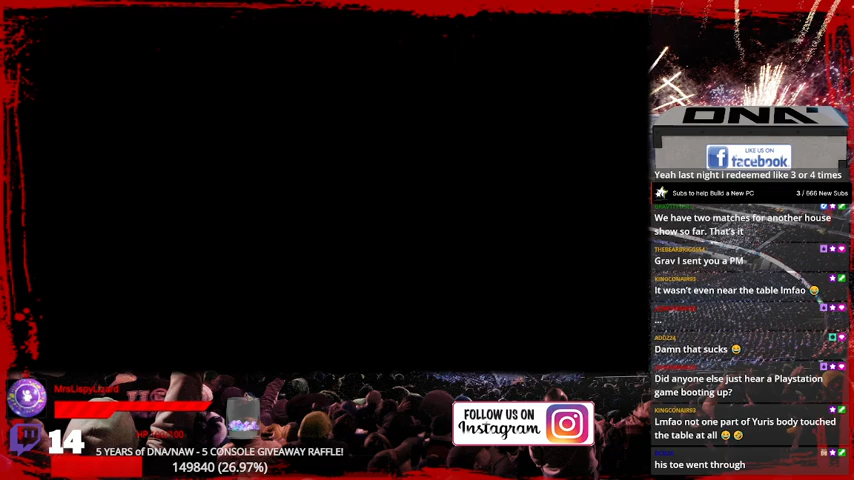 DNA
LIKE US ON
facebook
Yeah last night i redeemed like 3 or 4 times
Subs to help Build a New PC
3 / 666 New Subs
We have two matches for another house
show so far. That's it
THEBEARBRIGGS54
Grav I sent you a PM
KINGCONAIR93
It wasn't even near the table lmfao 😂
...
ADDZ24
Damn that sucks 😂
Did anyone else just hear a Playstation
game booting up?
KINGCONAIR93
Lmfao not one part of Yuris body touched
the table at all 😂 🤣
his toe went through
MrsLispyLizard
14
5 YEARS of DNA/NAW - 5 CONSOLE GIVEAWAY RAFFLE!
149840 (26.97%)
FOLLOW US ON
Instagram